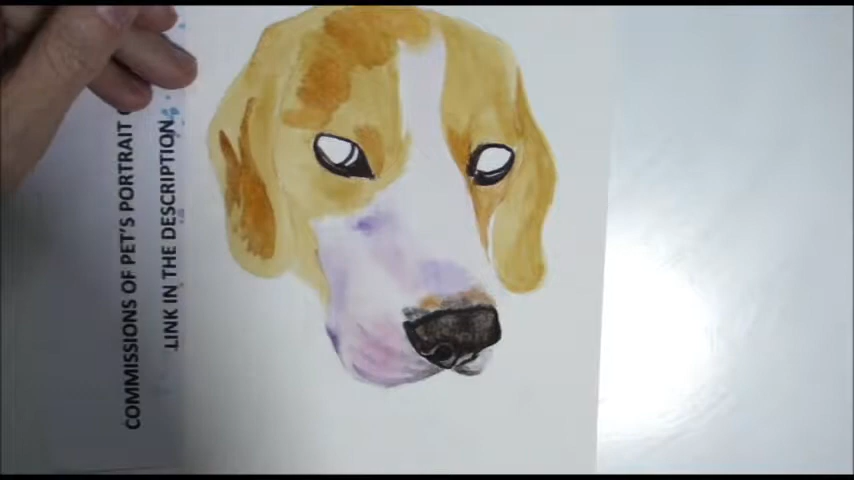 COMMISSIONS OF PET'S PORTRAIT
LINK IN THE DESCRIPTION